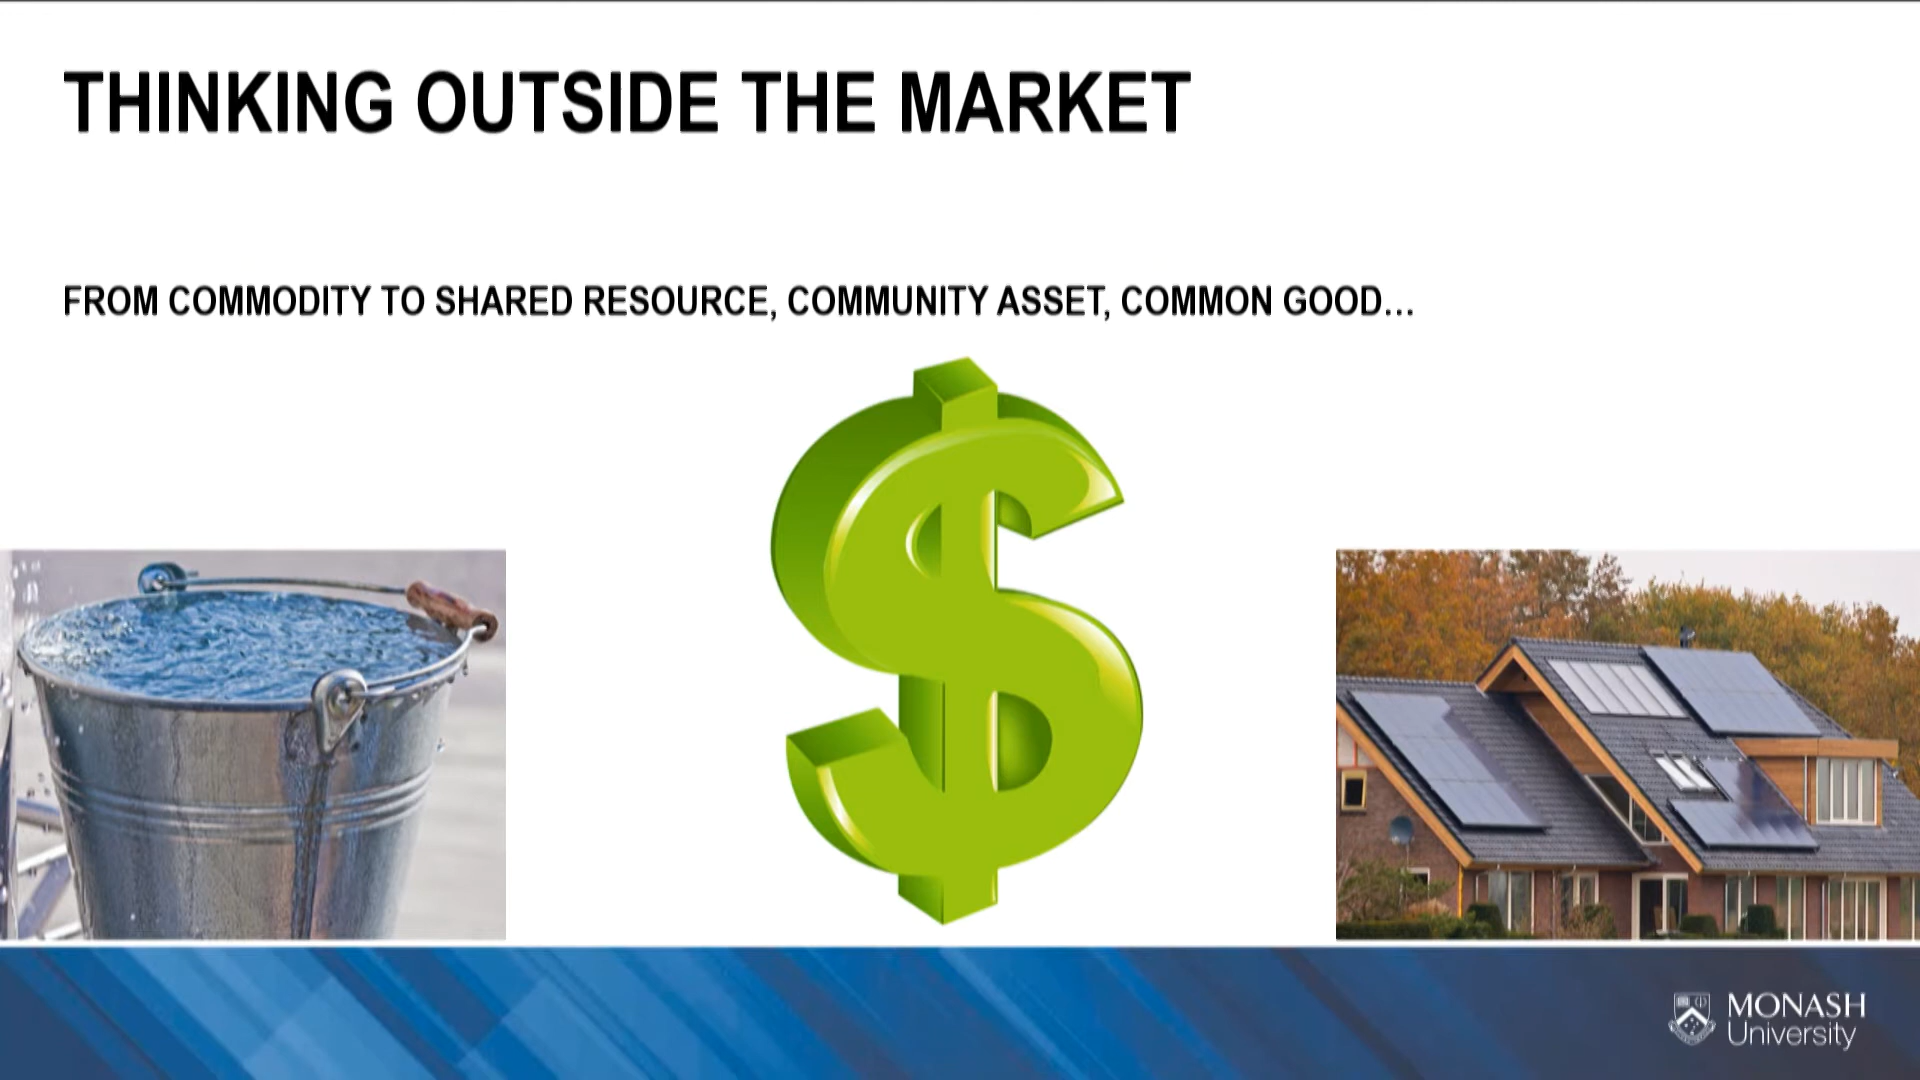 THINKING OUTSIDE THE MARKET
FROM COMMODITY TO SHARED RESOURCE, COMMUNITY ASSET, COMMON GOOD...
MONASH
University